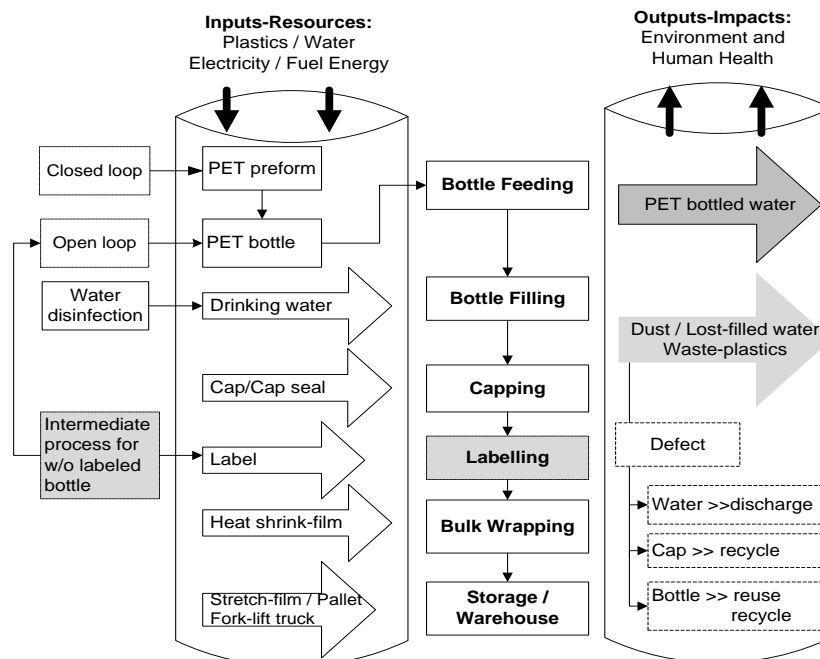 Inputs-Resources:
Plastics / Water
Electricity / Fuel Energy
Outputs-Impacts:
Environment and
Human Health
Closed loop
PET preform
Bottle Feeding
PET bottled water
Open loop
PET bottle
Water
disinfection
Drinking water
Bottle Filling
Dust / Lost-filled water
Waste-plastics
Cap/Cap seal
Capping
Intermediate
process for
w/o labeled
bottle
Label
Labelling
Defect
Heat shrink-film
Bulk Wrapping
Water >>discharge
Cap >> recycle
Stretch-film / Pallet
Fork-lift truck
Storage /
Warehouse
Bottle >> reuse
recycle